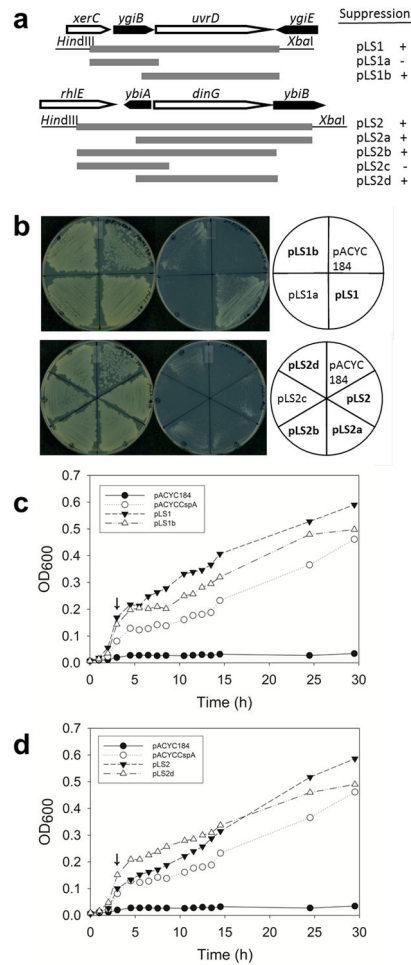 a
Suppression
xerC ygiB uvrD ygiE
HindIII XbaI
pLS1 +
pLS1a -
pLS1b +
rhlE ybiA dinG ybiB
HindIII XbaI
pLS2 +
pLS2a +
pLS2b +
pLS2c -
pLS2d +
b
pLS1b pACYC
184
pLS1a pLS1
pLS2d pACYC
184
pLS2c pLS2
pLS2b pLS2a
c
0.7
0.6
0.5
0.4
0.3
0.2
0.1
0.0
OD600
pACYC184
pACYCCspA
pLS1
pLS1b
0 5 10 15 20 25 30
Time (h)
d
0.7
0.6
0.5
0.4
0.3
0.2
0.1
0.0
OD600
pACYC184
pACYCCspA
pLS2
pLS2d
0 5 10 15 20 25 30
Time (h)